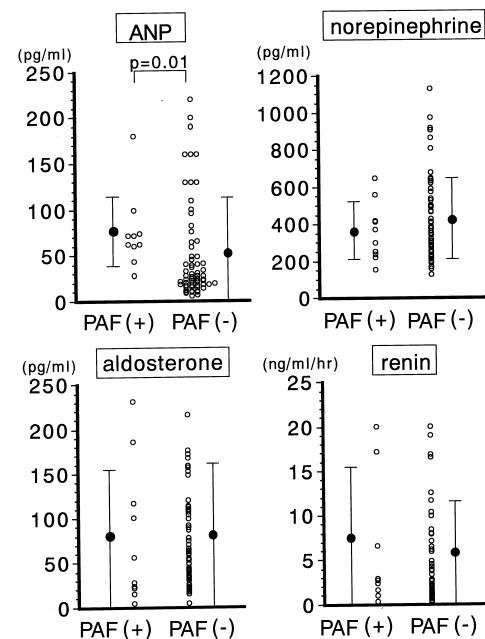 ANP
(pg/ml)
p=0.01
250
200
150
100
50
0
PAF (+) PAF (-)
norepinephrine
(pg/ml)
1200
1000
800
600
400
200
0
PAF (+) PAF (-)
aldosterone
(pg/ml)
250
200
150
100
50
0
PAF (+) PAF (-)
renin
(ng/ml/hr)
25
20
15
10
5
0
PAF (+) PAF (-)